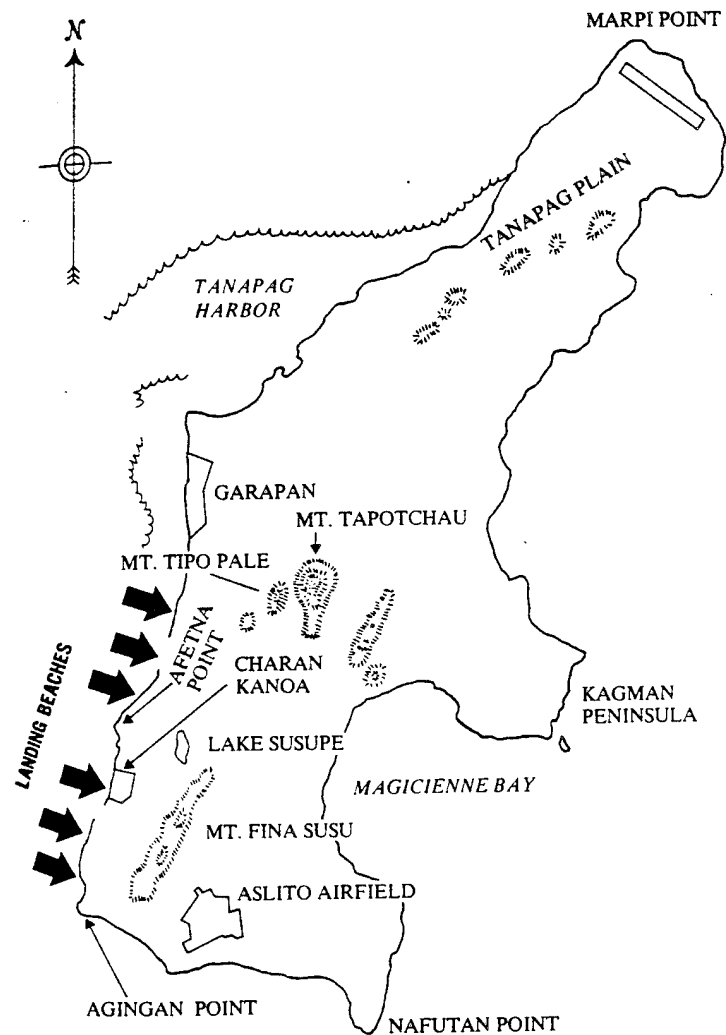 MARPI POINT
N
TANAPAG PLAIN
TANAPAG
HARBOR
GARAPAN
MT. TAPOTCHAU
MT. TIPO PALE
AFETNA
POINT
CHARAN
KANOA
KAGMAN
PENINSULA
LANDING BEACHES
LAKE SUSUPE
MAGICIENNE BAY
MT. FINA SUSU
ASLITO AIRFIELD
AGINGAN POINT
NAFUTAN POINT